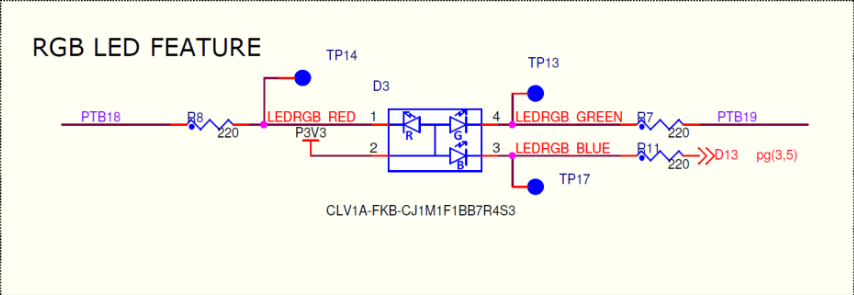 RGB LED FEATURE
TP14
TP13
D3
PTB18
R8
220
LEDRGB_RED
1
4
LEDRGB_GREEN
R7
220
PTB19
P3V3
R
G
2
B
3
LEDRGB_BLUE
R11
220
D13
pg(3,5)
TP17
CLV1A-FKB-CJ1M1F1BB7R4S3